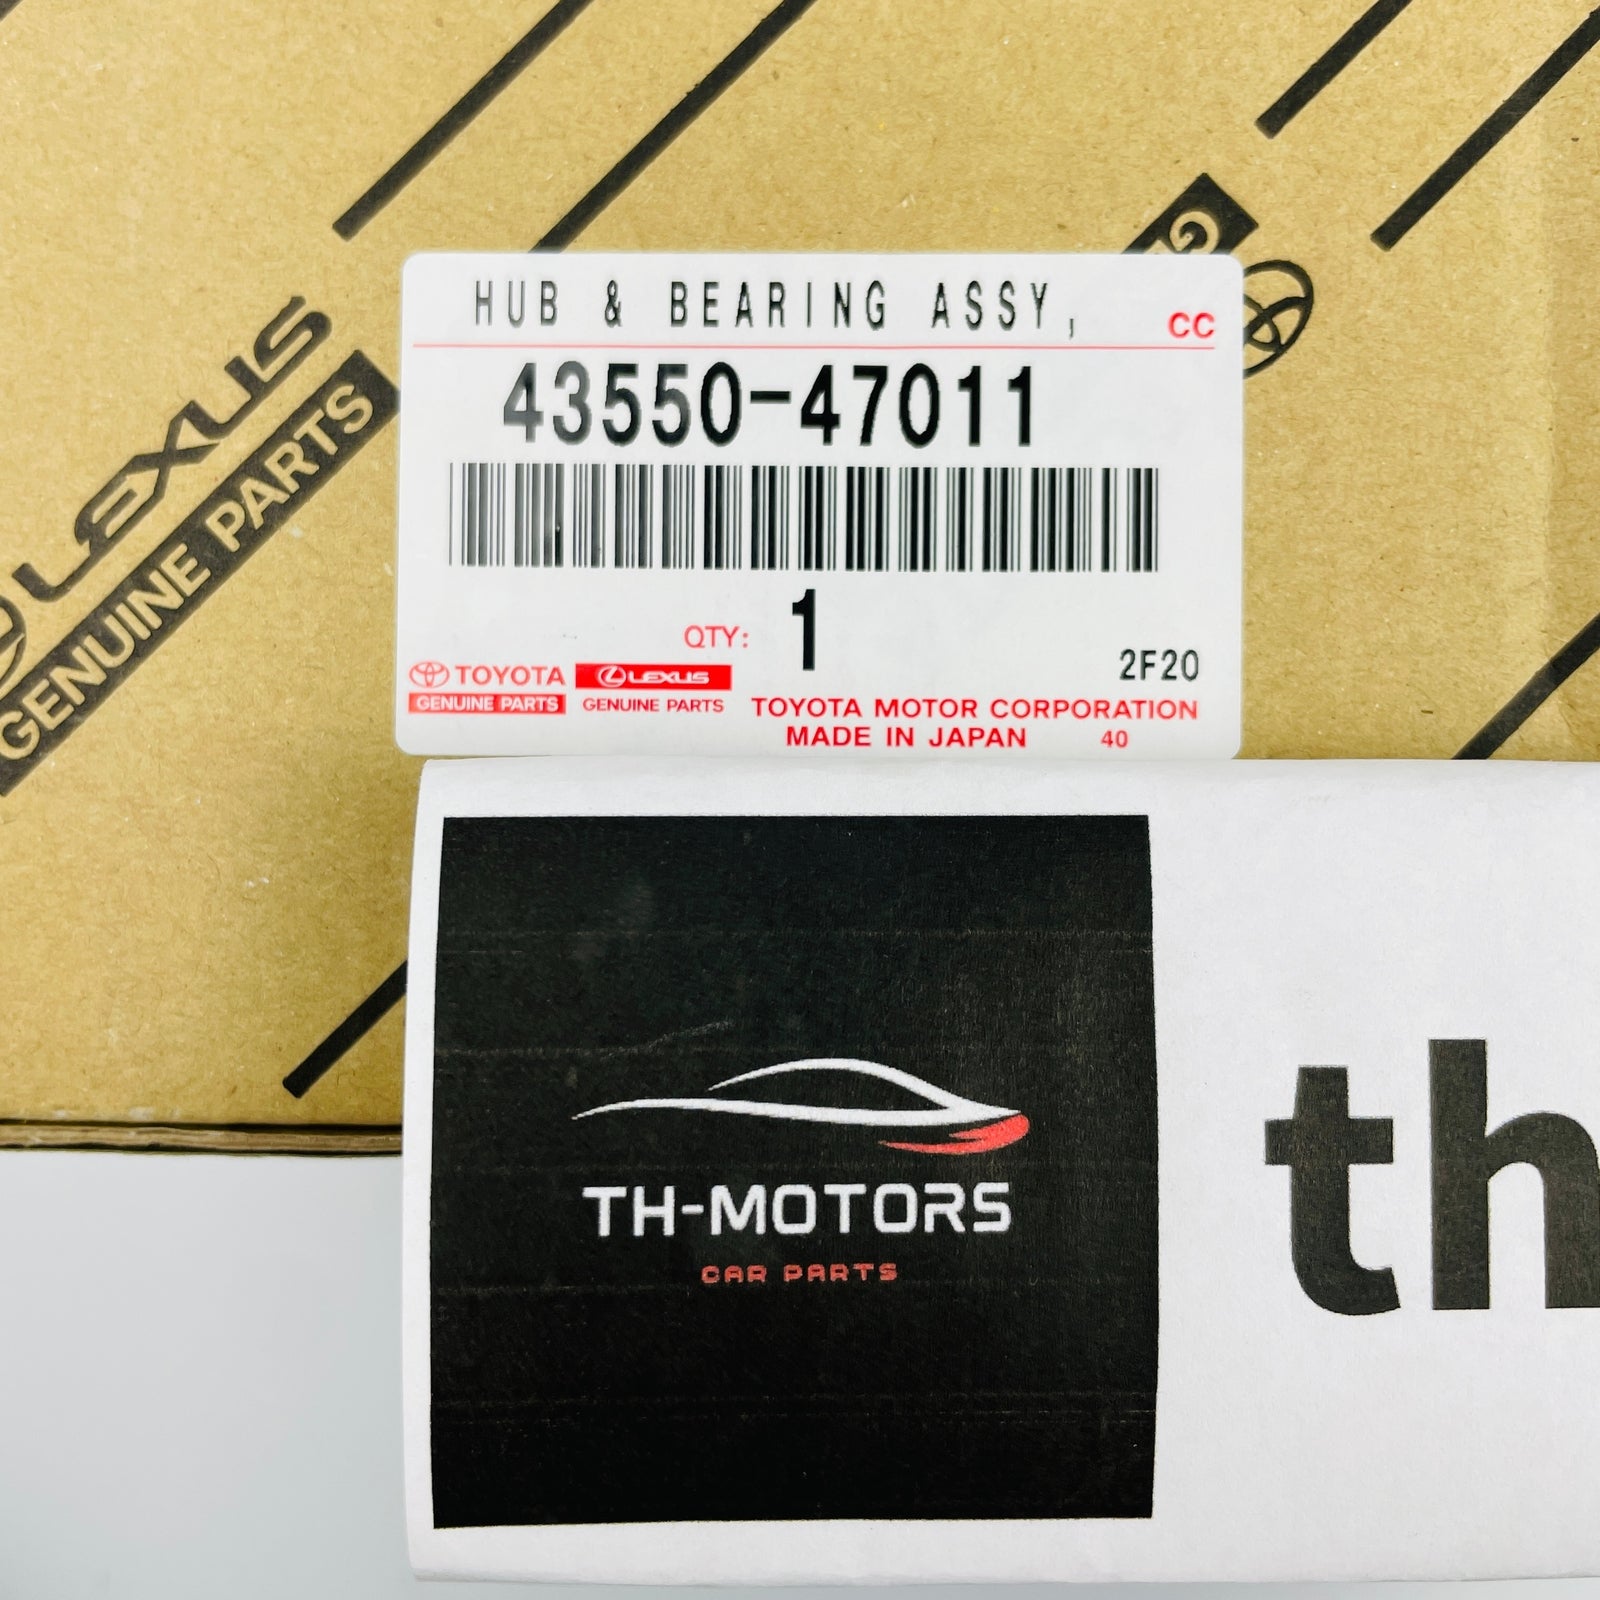 HUB & BEARING ASSY,
CC
43550-47011
QTY: 1
2F20
TOYOTA
GENUINE PARTS
LEXUS
GENUINE PARTS
TOYOTA MOTOR CORPORATION
MADE IN JAPAN 40
LEXUS
GENUINE PARTS
TH-MOTORS
CAR PARTS
th